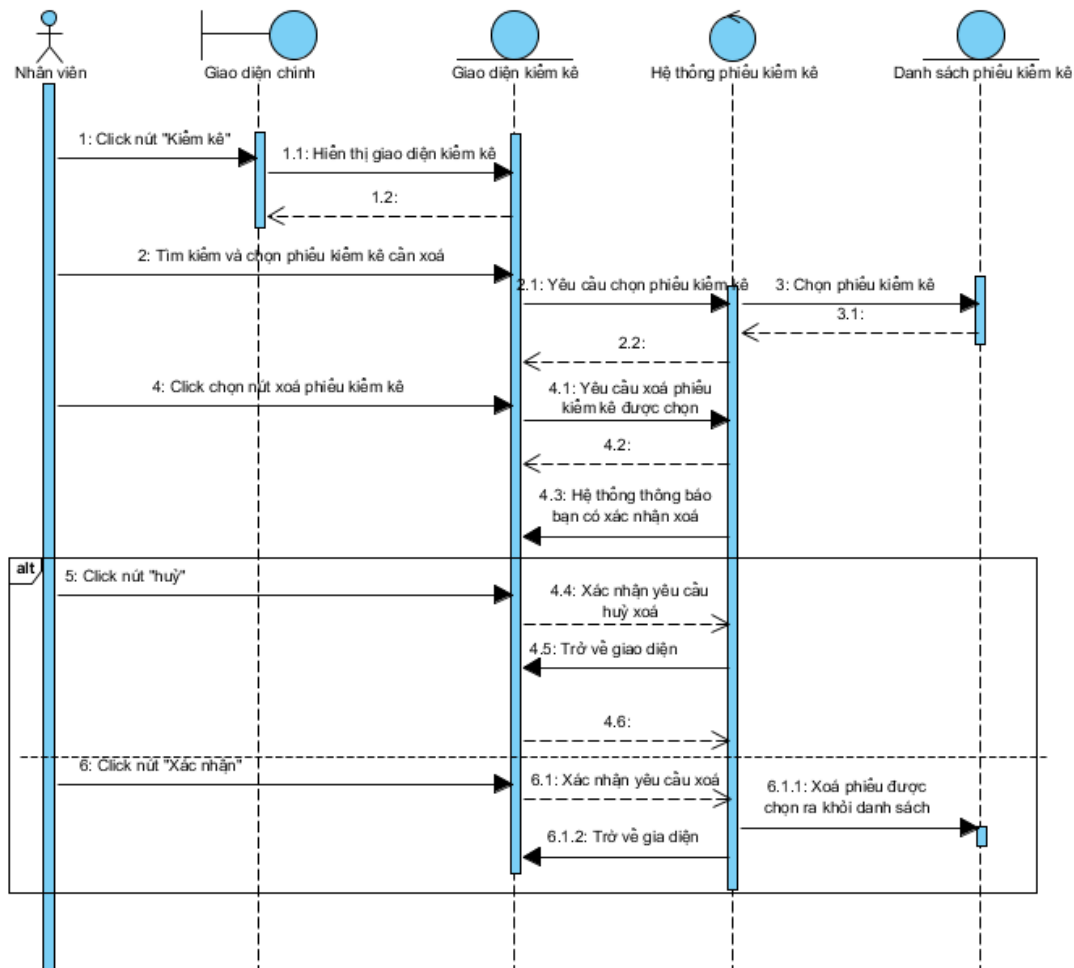 Nhân viên
Giao diện chính
Giao diện kiểm kê
Hệ thống phiếu kiểm kê
Danh sách phiếu kiểm kê
1: Click nút "Kiểm kê"
1.1: Hiển thị giao diện kiểm kê
1.2:
2: Tìm kiếm và chọn phiếu kiểm kê cần xoá
2.1: Yêu cầu chọn phiếu kiểm kê
3: Chọn phiếu kiểm kê
3.1:
2.2:
4: Click chọn nút xoá phiếu kiểm kê
4.1: Yêu cầu xoá phiếu
kiểm kê được chọn
4.2:
4.3: Hệ thống thông báo
bạn có xác nhận xoá
alt
5: Click nút "huỷ"
4.4: Xác nhận yêu cầu
huỷ xoá
4.5: Trở về giao diện
4.6:
6: Click nút "Xác nhận"
6.1: Xác nhận yêu cầu xoá
6.1.1: Xoá phiếu được
chọn ra khỏi danh sách
6.1.2: Trở về gia diện